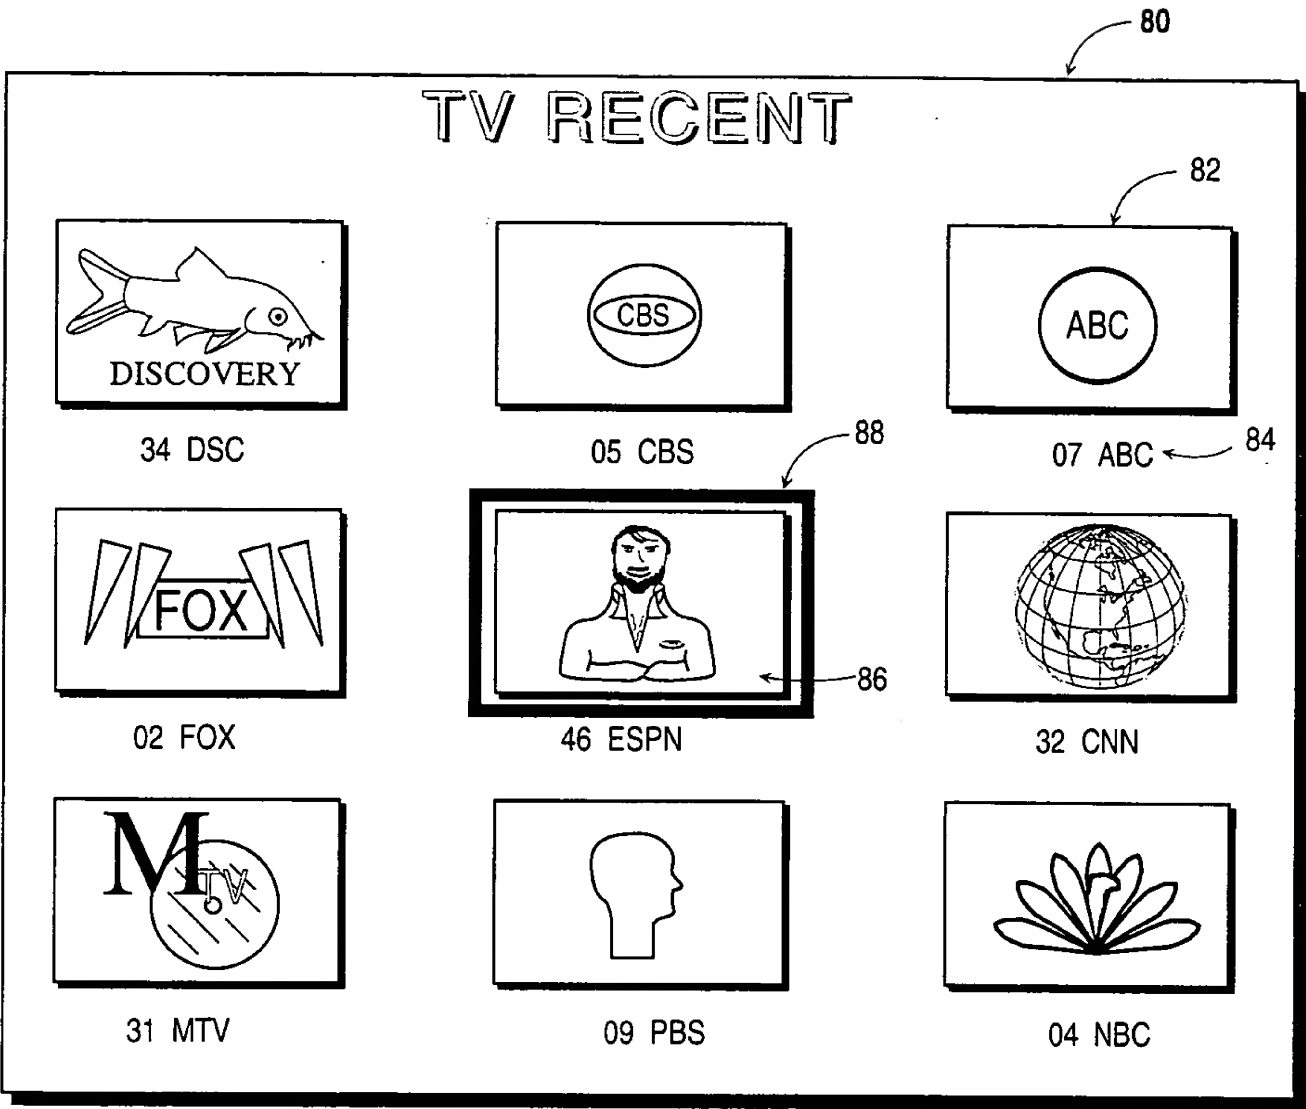 80
TV RECENT
82
DISCOVERY
CBS
ABC
34 DSC
05 CBS
07 ABC
84
88
FOX
86
02 FOX
46 ESPN
32 CNN
MTV
31 MTV
09 PBS
04 NBC